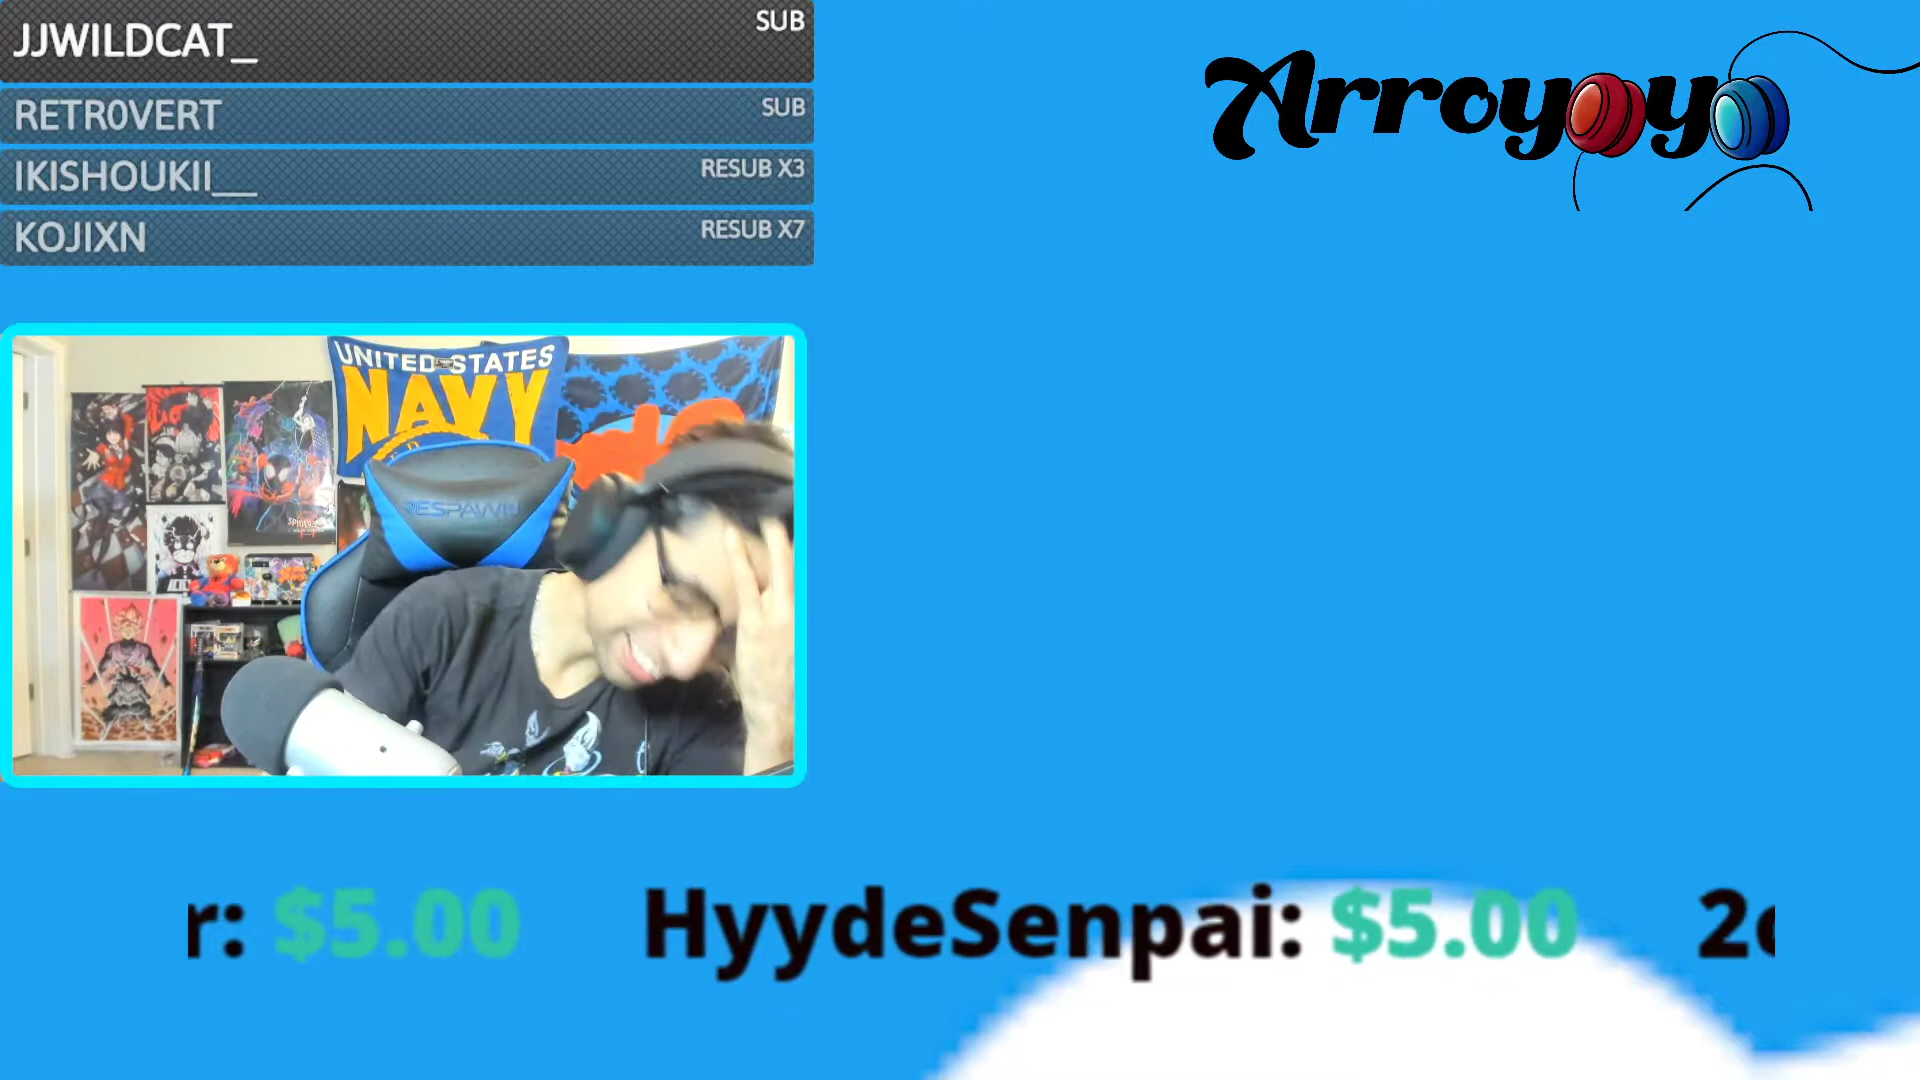 JJWILDCAT_ SUB
RETR0VERT SUB
IKISHOUKII__ RESUB X3
KOJIXN RESUB X7
Arroyoyo
UNITED STATES
NAVY
RESPAWN
r: $5.00 HyydeSenpai: $5.00 2